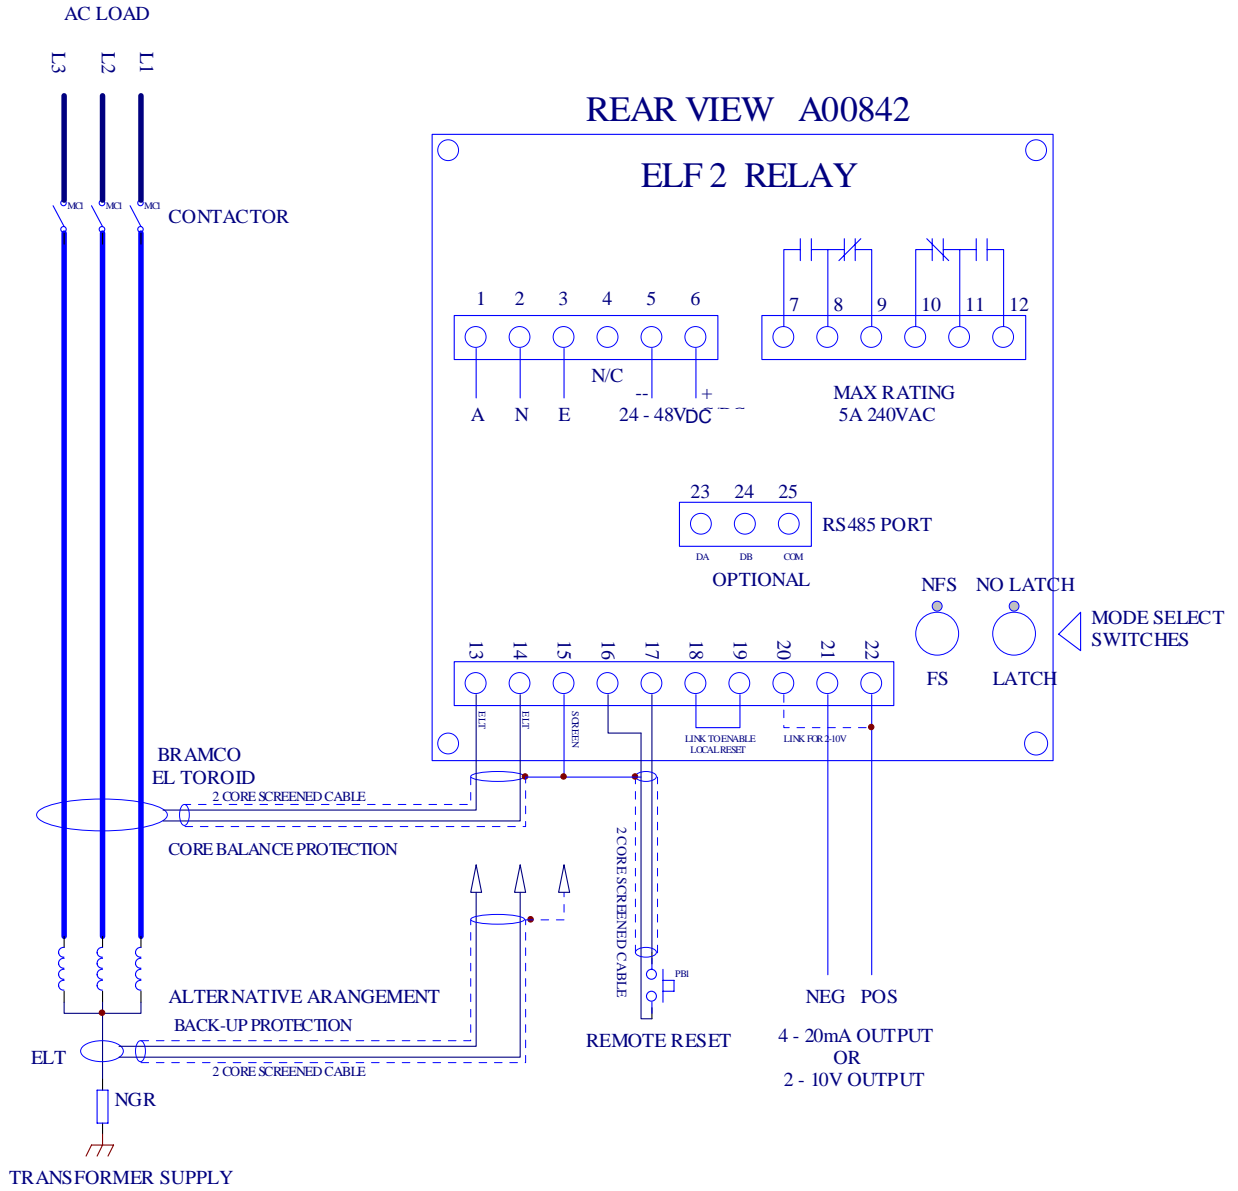 AC LOAD
L3 L2 L1
REAR VIEW A00842
ELF 2 RELAY
MC1 MC1 MC1
CONTACTOR
1 2 3 4 5 6
7 8 9 10 11 12
N/C
-- +
A N E 24 - 48V DC
MAX RATING
5A 240VAC
23 24 25
RS485 PORT
DA DB COM
OPTIONAL
NFS NO LATCH
MODE SELECT
SWITCHES
FS LATCH
13 14 15 16 17 18 19 20 21 22
ELT ELT SCREEN
LINK TO ENABLE
LOCAL RESET
LINK FOR 2-10V
BRAMCO
EL TOROID
2 CORE SCREENED CABLE
CORE BALANCE PROTECTION
2 CORE SCREENED CABLE
PB1
REMOTE RESET
NEG POS
4 - 20mA OUTPUT
OR
2 - 10V OUTPUT
ALTERNATIVE ARANGEMENT
BACK-UP PROTECTION
ELT
2 CORE SCREENED CABLE
NGR
TRANSFORMER SUPPLY